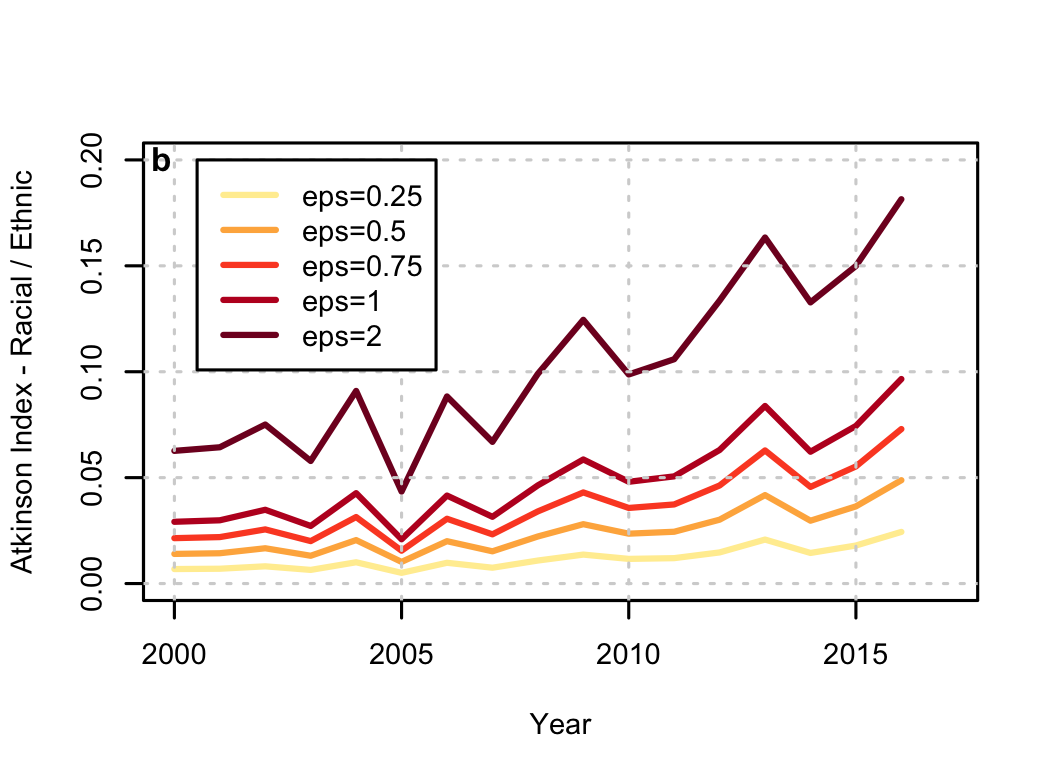 b
eps=0.25
eps=0.5
eps=0.75
eps=1
eps=2
Atkinson Index - Racial / Ethnic
0.20
0.15
0.10
0.05
0.00
2000 2005 2010 2015
Year